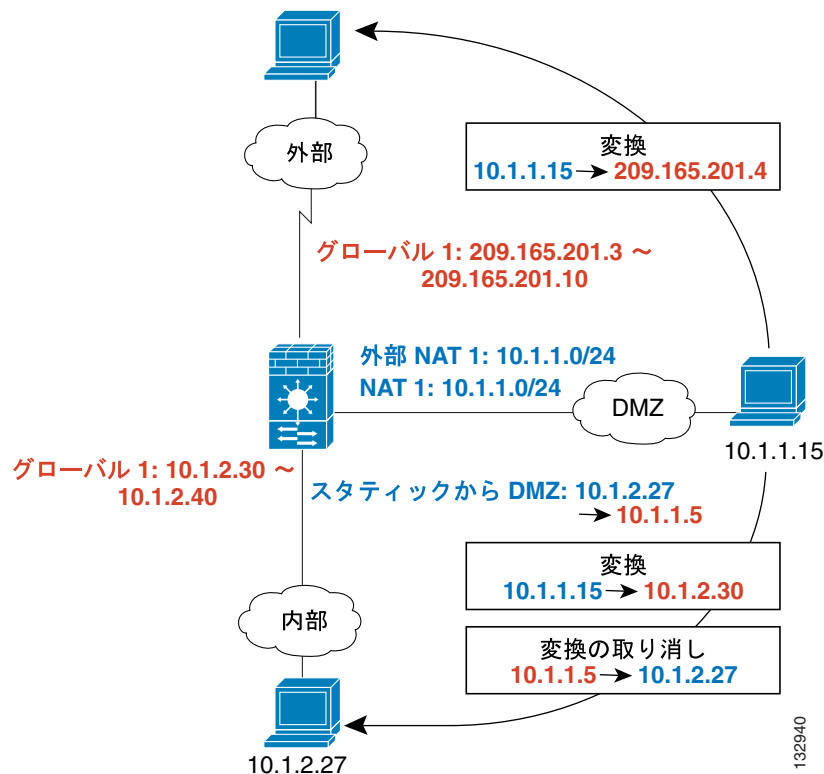 外部
変換
10.1.1.15 → 209.165.201.4
グローバル 1: 209.165.201.3 ～
209.165.201.10
外部 NAT 1: 10.1.1.0/24
NAT 1: 10.1.1.0/24
DMZ
10.1.1.15
グローバル 1: 10.1.2.30 ～
10.1.2.40
スタティックから DMZ: 10.1.2.27
→ 10.1.1.5
変換
10.1.1.15 → 10.1.2.30
内部
変換の取り消し
10.1.1.5 → 10.1.2.27
10.1.2.27
132940